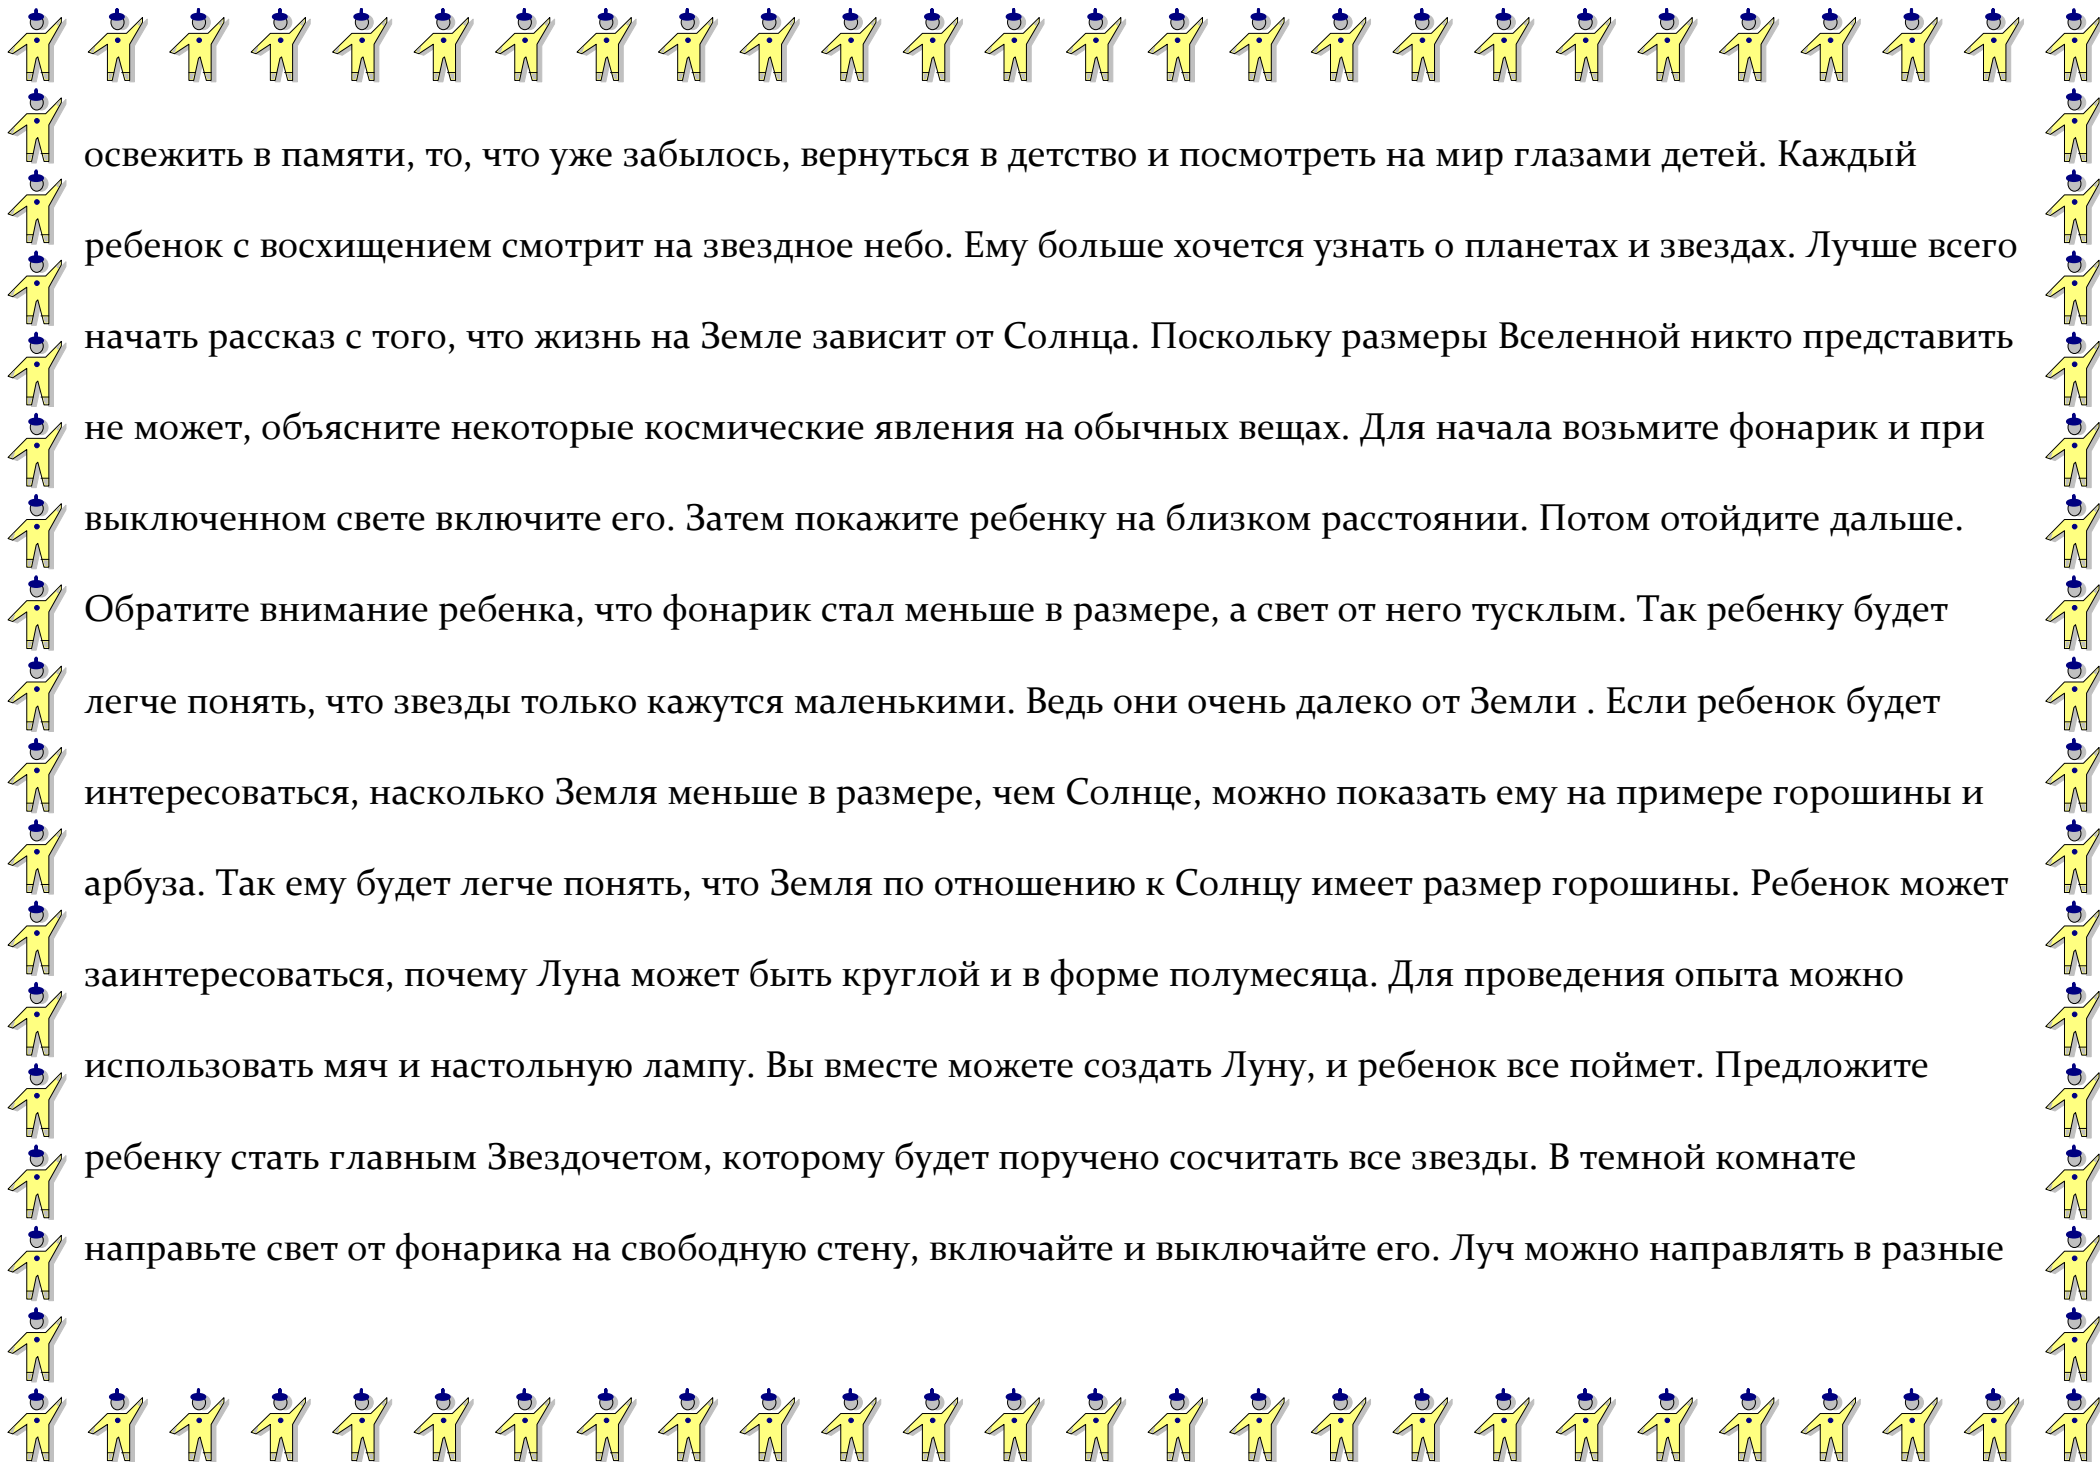 освежить в памяти, то, что уже забылось, вернуться в детство и посмотреть на мир глазами детей. Каждый
ребенок с восхищением смотрит на звездное небо. Ему больше хочется узнать о планетах и звездах. Лучше всего
начать рассказ с того, что жизнь на Земле зависит от Солнца. Поскольку размеры Вселенной никто представить
не может, объясните некоторые космические явления на обычных вещах. Для начала возьмите фонарик и при
выключенном свете включите его. Затем покажите ребенку на близком расстоянии. Потом отойдите дальше.
Обратите внимание ребенка, что фонарик стал меньше в размере, а свет от него тусклым. Так ребенку будет
легче понять, что звезды только кажутся маленькими. Ведь они очень далеко от Земли . Если ребенок будет
интересоваться, насколько Земля меньше в размере, чем Солнце, можно показать ему на примере горошины и
арбуза. Так ему будет легче понять, что Земля по отношению к Солнцу имеет размер горошины. Ребенок может
заинтересоваться, почему Луна может быть круглой и в форме полумесяца. Для проведения опыта можно
использовать мяч и настольную лампу. Вы вместе можете создать Луну, и ребенок все поймет. Предложите
ребенку стать главным Звездочетом, которому будет поручено сосчитать все звезды. В темной комнате
направьте свет от фонарика на свободную стену, включайте и выключайте его. Луч можно направлять в разные